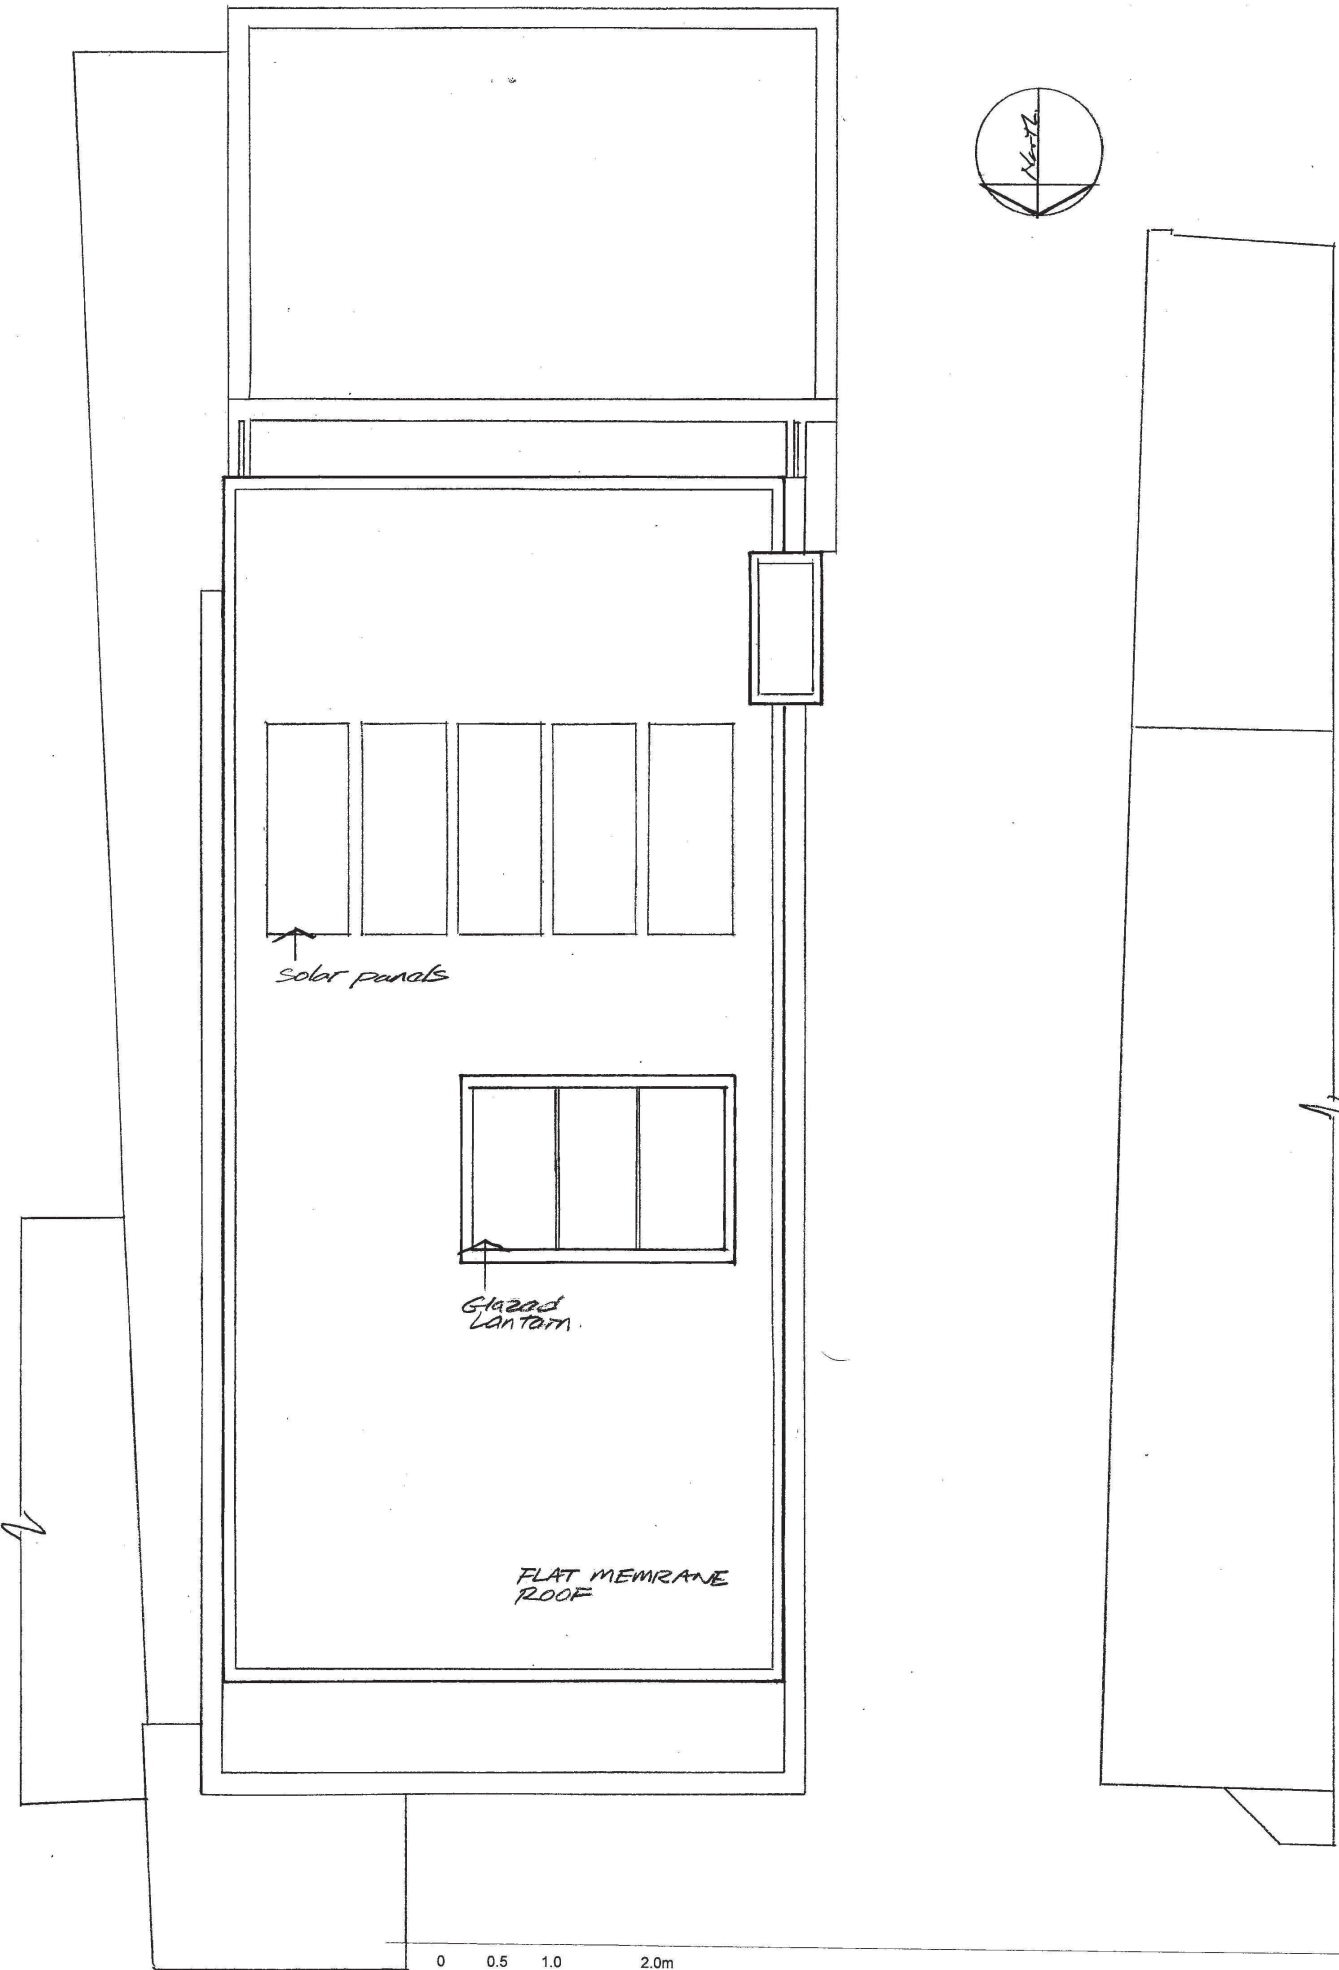 North
Solar panels
Glazed
Lantern.
FLAT MEMRANE
ROOF
0 0.5 1.0 2.0m